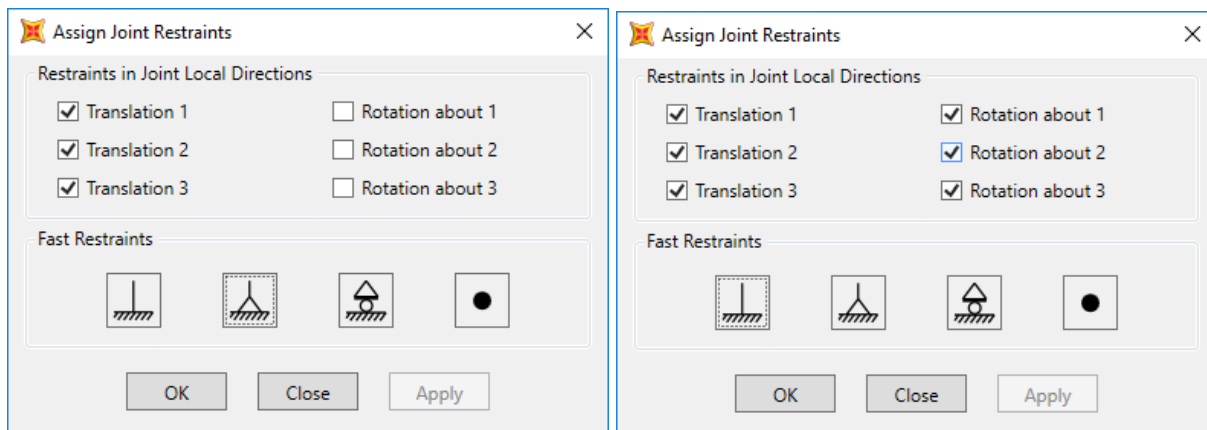 Assign Joint Restraints
Restraints in Joint Local Directions
Translation 1 Rotation about 1
Translation 2 Rotation about 2
Translation 3 Rotation about 3
Fast Restraints
OK Close Apply
Assign Joint Restraints
Restraints in Joint Local Directions
Translation 1 Rotation about 1
Translation 2 Rotation about 2
Translation 3 Rotation about 3
Fast Restraints
OK Close Apply